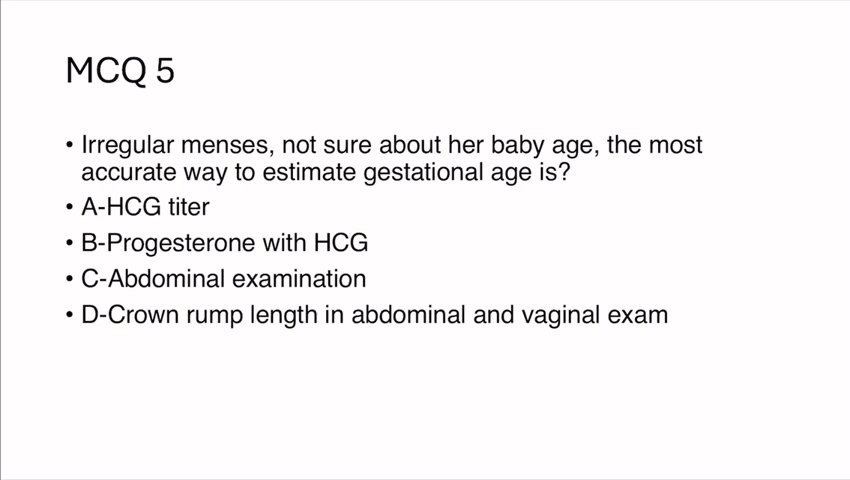 MCQ 5
• Irregular menses, not sure about her baby age, the most
accurate way to estimate gestational age is?
• A-HCG titer
• B-Progesterone with HCG
• C-Abdominal examination
• D-Crown rump length in abdominal and vaginal exam